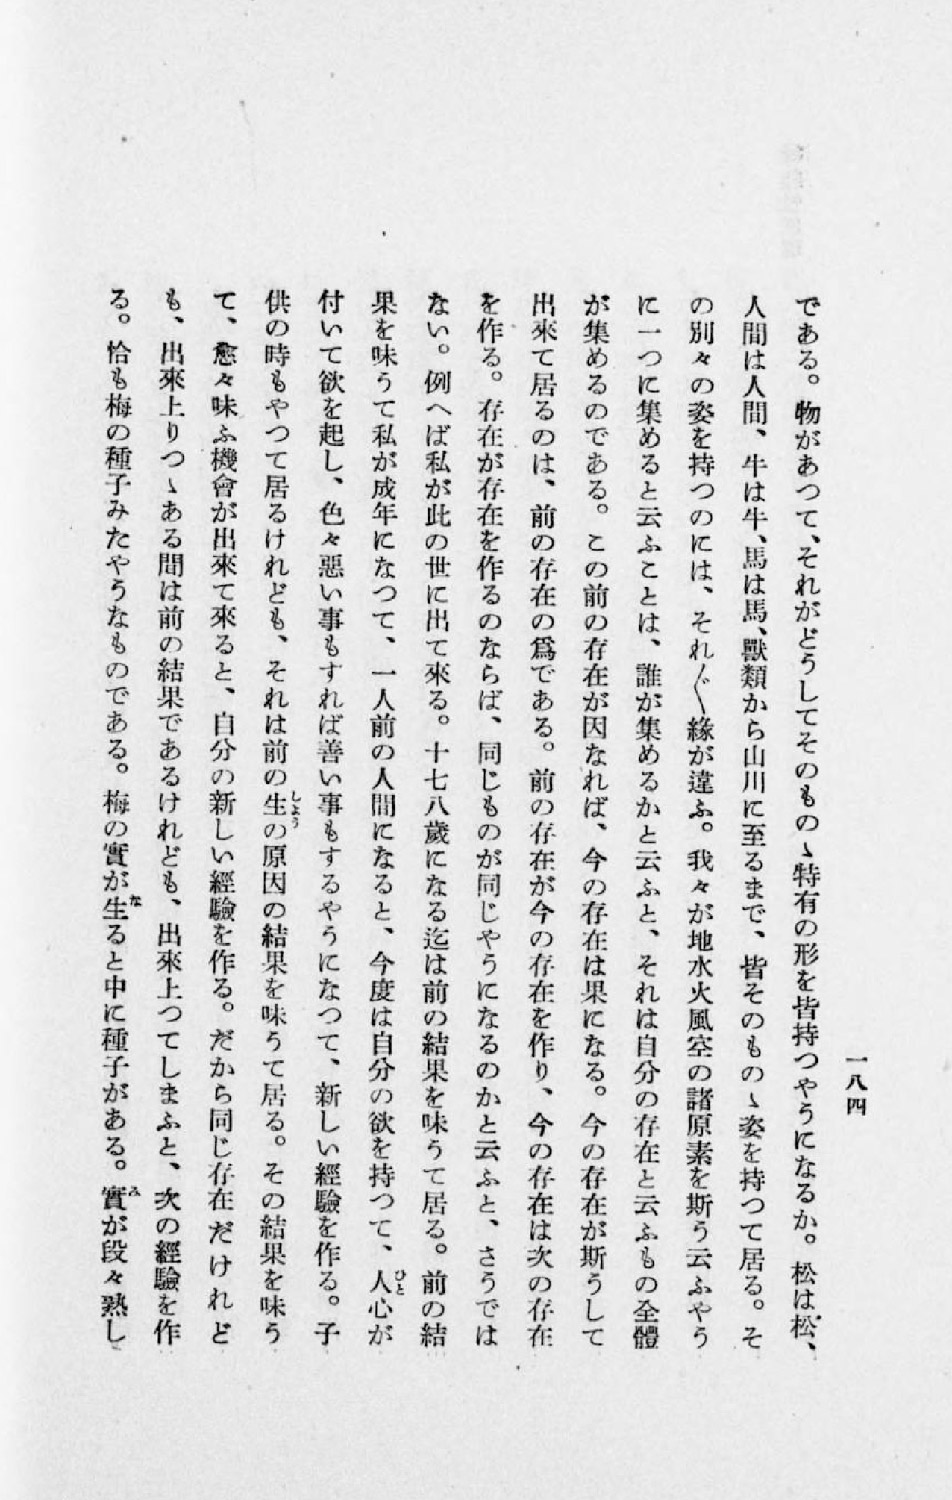 一八四
である。物があつて、それがどうしてそのものゝ特有の形を皆持つやうになるか。松は松、
人間は人間、牛は牛、馬は馬、獸類から山川に至るまで、皆そのものゝ姿を持つて居る。そ
の別々の姿を持つのには、それ〴〵緣が違ふ。我々が地水火風空の諸原素を斯う云ふやう
に一つに集めると云ふことは、誰が集めるかと云ふと、それは自分の存在と云ふもの全體
が集めるのである。この前の存在が因なれば、今の存在は果になる。今の存在が斯うして
出來て居るのは、前の存在の爲である。前の存在が今の存在を作り、今の存在は次の存在
を作る。存在が存在を作るのならば、同じものが同じやうになるのかと云ふと、さうでは
ない。例へば私が此の世に出て來る。十七八歲になる迄は前の結果を味うて居る。前の結
果を味うて私が成年になつて、一人前の人間になると、今度は自分の欲を持つて、人心が
付いて欲を起し、色々惡い事もすれば善い事もするやうになつて、新しい經驗を作る。子
供の時もやつて居るけれども、それは前の生の原因の結果を味うて居る。その結果を味う
て、愈々味ふ機會が出來て來ると、自分の新しい經驗を作る。だから同じ存在だけれど
も、出來上りつゝある間は前の結果であるけれども、出來上つてしまふと、次の經驗を作
る。恰も梅の種子みたやうなものである。梅の實が生ると中に種子がある。實が段々熟し